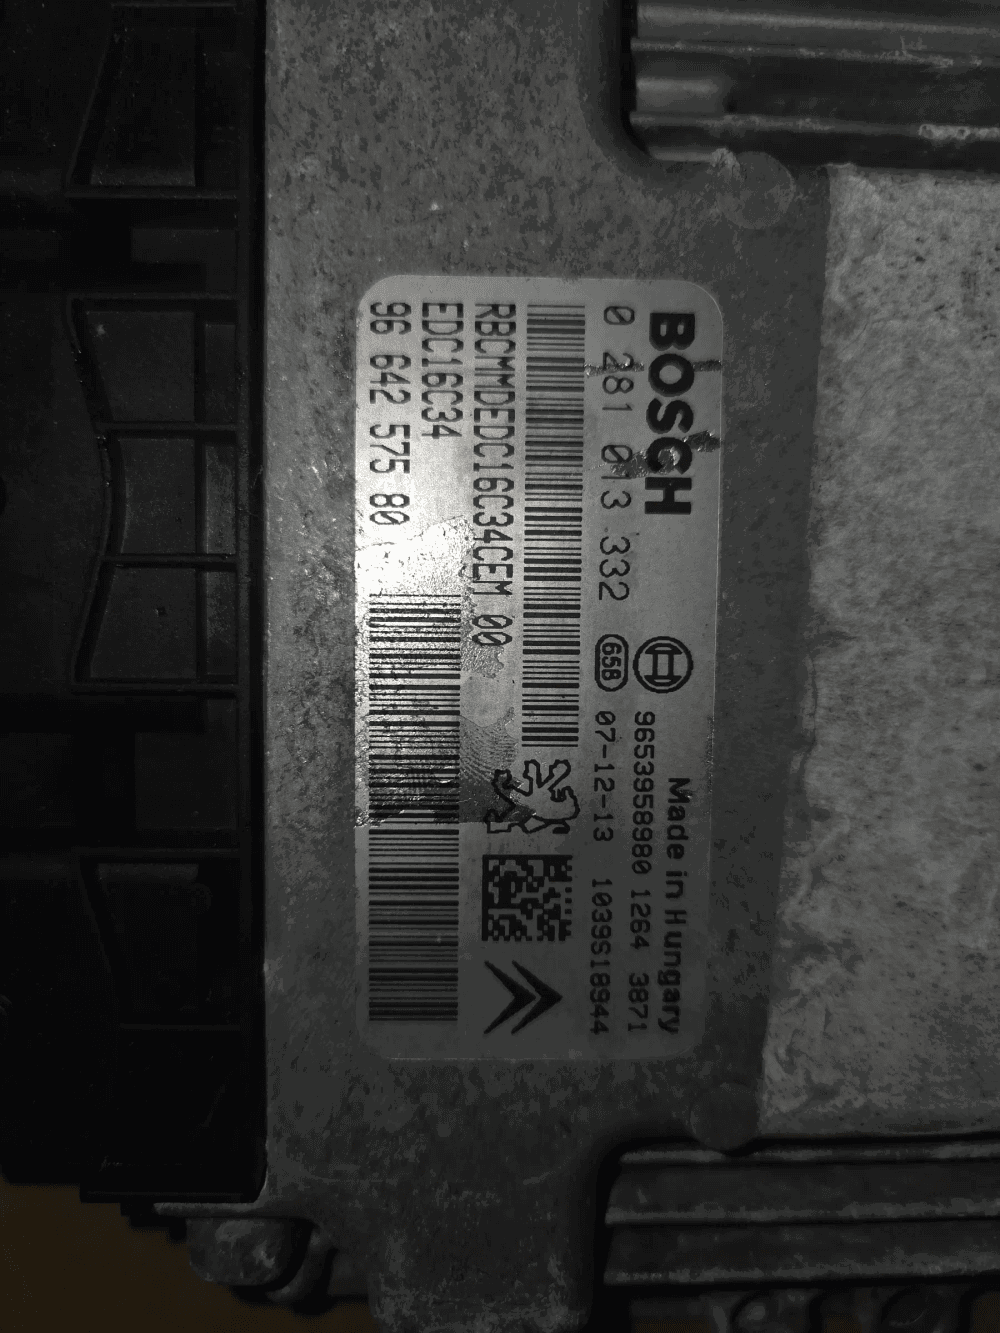 BOSCH
Made in Hungary
9653958980 1264 3871
0 281 013 332 65B 07-12-13 1039S18944
RBCMMDEDC16C34CEM 00
EDC16C34
96 642 575 80